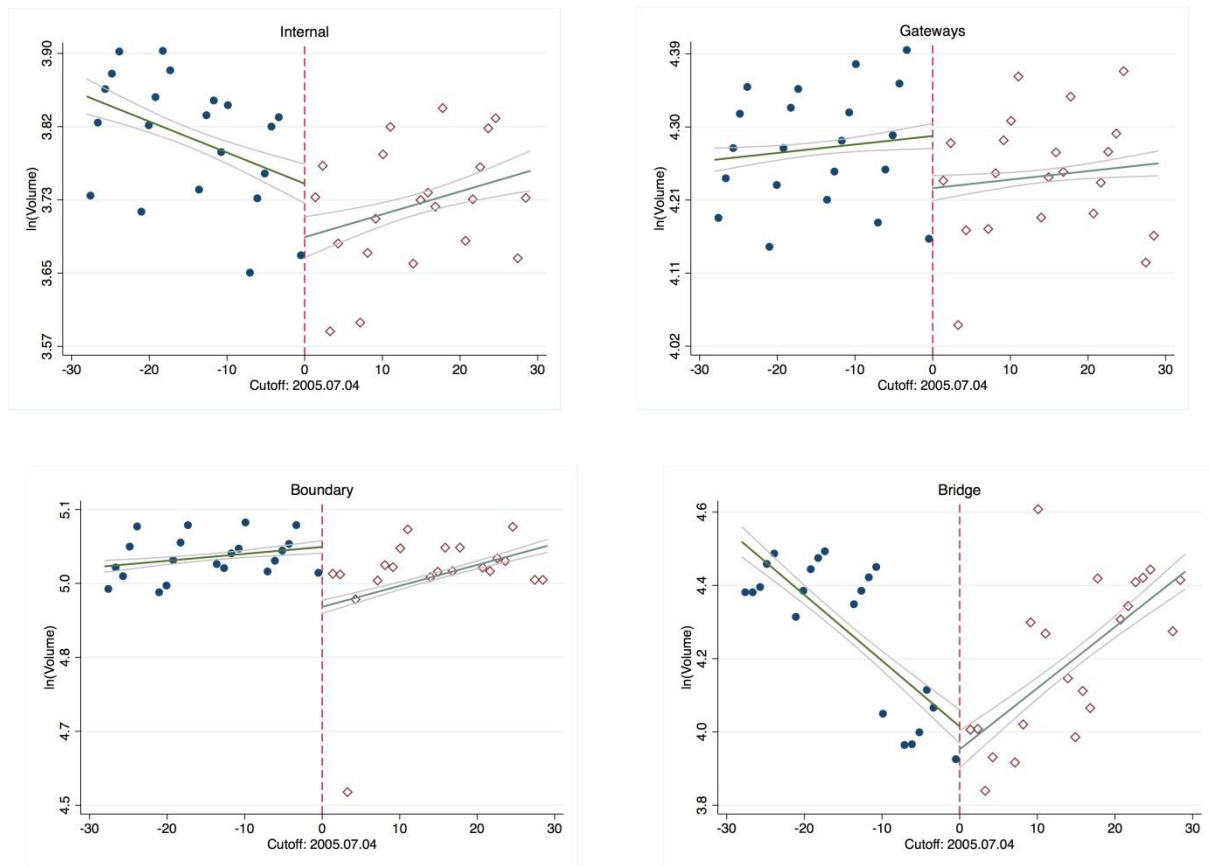 Internal
ln(Volume)
3.90
3.82
3.73
3.65
3.57
-30 -20 -10 0 10 20 30
Cutoff: 2005.07.04
Gateways
ln(Volume)
4.39
4.30
4.21
4.11
4.02
-30 -20 -10 0 10 20 30
Cutoff: 2005.07.04
Boundary
ln(Volume)
5.1
5.0
4.8
4.7
4.5
-30 -20 -10 0 10 20 30
Cutoff: 2005.07.04
Bridge
ln(Volume)
4.6
4.4
4.2
4.0
3.8
-30 -20 -10 0 10 20 30
Cutoff: 2005.07.04